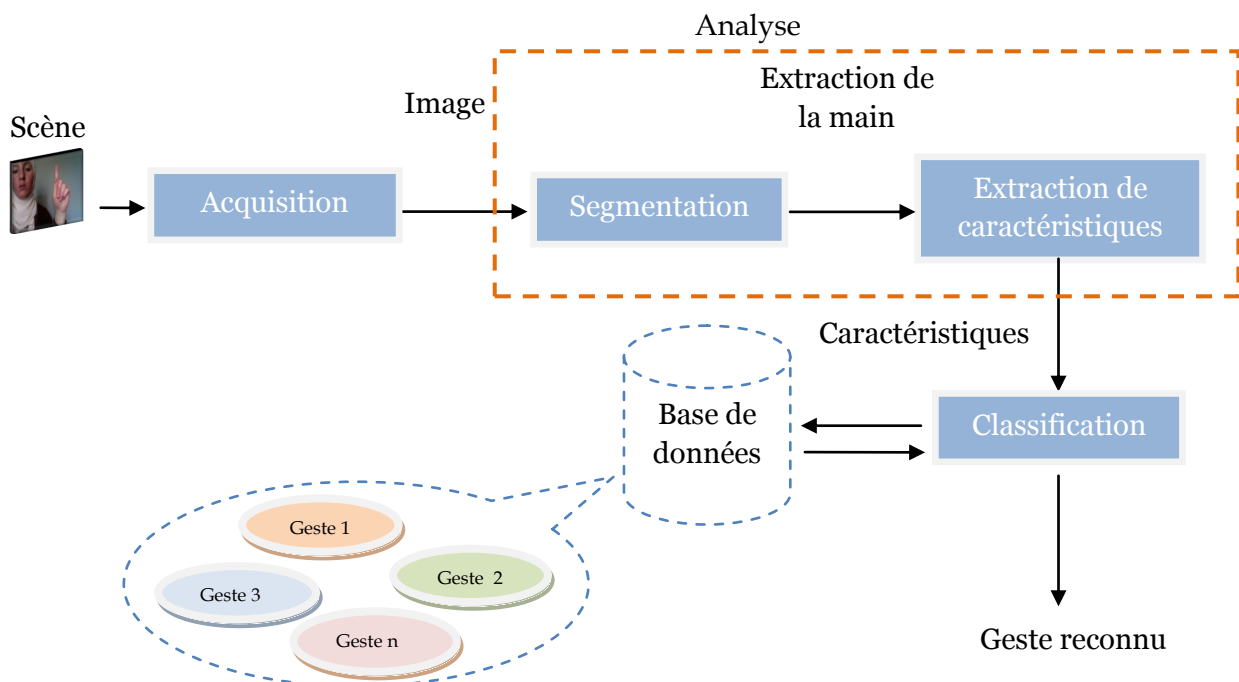 Analyse
Extraction de
la main
Image
Scène
Acquisition
Segmentation
Extraction de
caractéristiques
Caractéristiques
Base de
données
Classification
Geste 1
Geste 2
Geste 3
Geste n
Geste reconnu